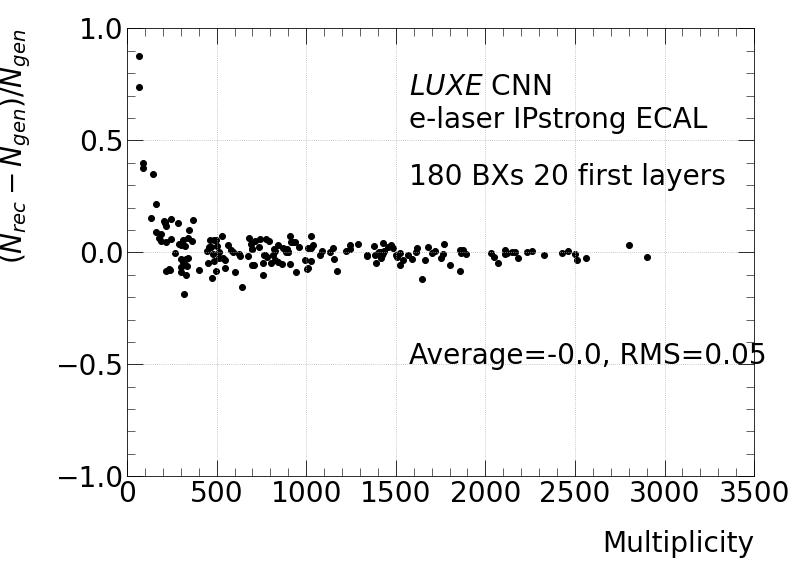 (N_rec − N_gen)/N_gen
1.0
0.5
0.0
−0.5
−1.0
LUXE CNN
e-laser IPstrong ECAL
180 BXs 20 first layers
Average=-0.0, RMS=0.05
0 500 1000 1500 2000 2500 3000 3500
Multiplicity